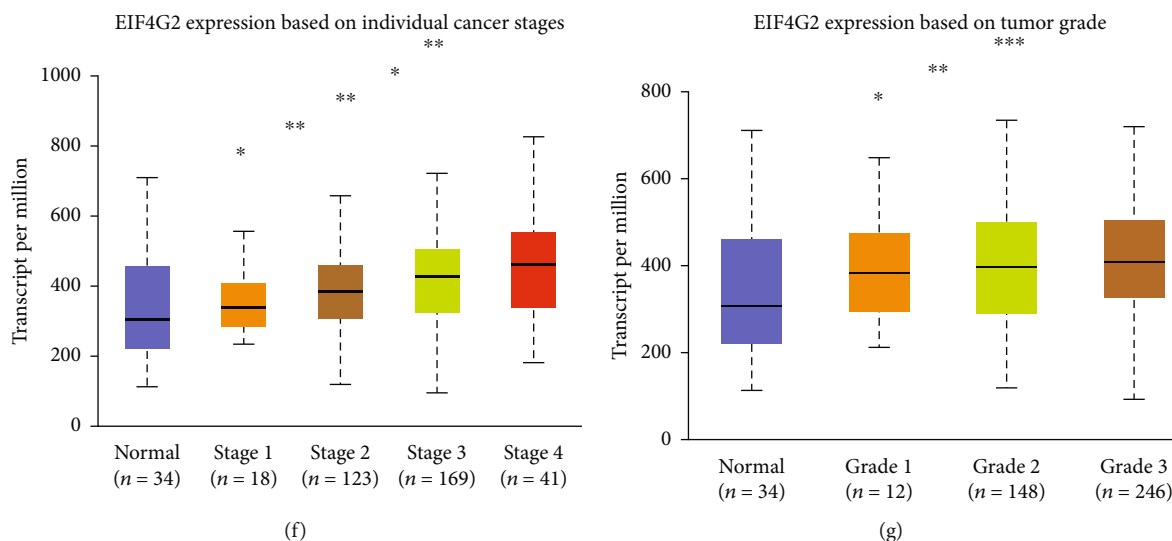 EIF4G2 expression based on individual cancer stages
**
*
**
**
*
1000
800
600
400
200
0
Transcript per million
Normal Stage 1 Stage 2 Stage 3 Stage 4
(n = 34) (n = 18) (n = 123) (n = 169) (n = 41)
(f)
EIF4G2 expression based on tumor grade
***
**
*
800
600
400
200
0
Transcript per million
Normal Grade 1 Grade 2 Grade 3
(n = 34) (n = 12) (n = 148) (n = 246)
(g)